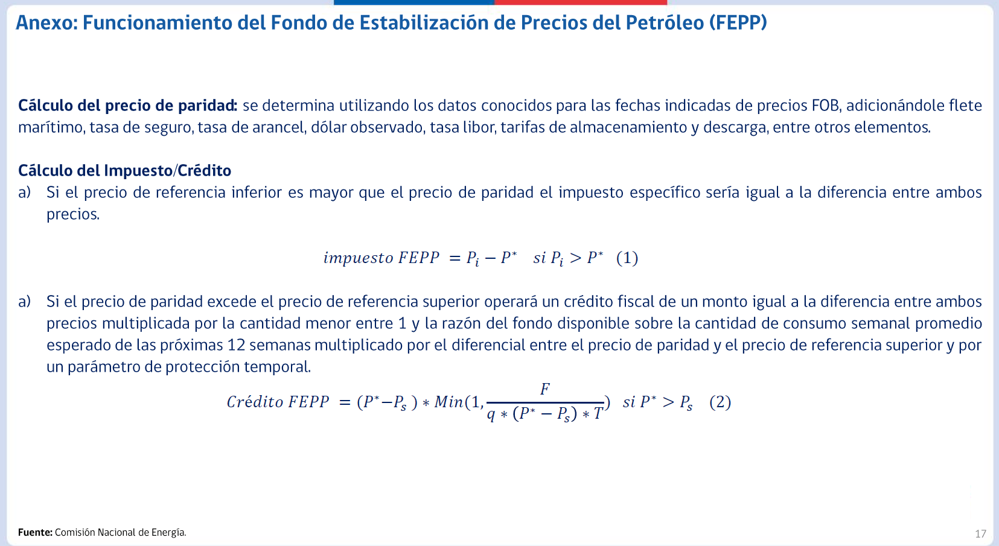 Anexo: Funcionamiento del Fondo de Estabilización de Precios del Petróleo (FEPP)
Cálculo del precio de paridad: se determina utilizando los datos conocidos para las fechas indicadas de precios FOB, adicionándole flete
marítimo, tasa de seguro, tasa de arancel, dólar observado, tasa libor, tarifas de almacenamiento y descarga, entre otros elementos.
Cálculo del Impuesto/Crédito
a) Si el precio de referencia inferior es mayor que el precio de paridad el impuesto específico sería igual a la diferencia entre ambos
precios.
impuesto FEPP = P_i − P* si P_i > P* (1)
a) Si el precio de paridad excede el precio de referencia superior operará un crédito fiscal de un monto igual a la diferencia entre ambos
precios multiplicada por la cantidad menor entre 1 y la razón del fondo disponible sobre la cantidad de consumo semanal promedio
esperado de las próximas 12 semanas multiplicado por el diferencial entre el precio de paridad y el precio de referencia superior y por
un parámetro de protección temporal.
Crédito FEPP = (P*−P_s) * Min(1, F / (q * (P* − P_s) * T)) si P* > P_s (2)
Fuente: Comisión Nacional de Energía.
17